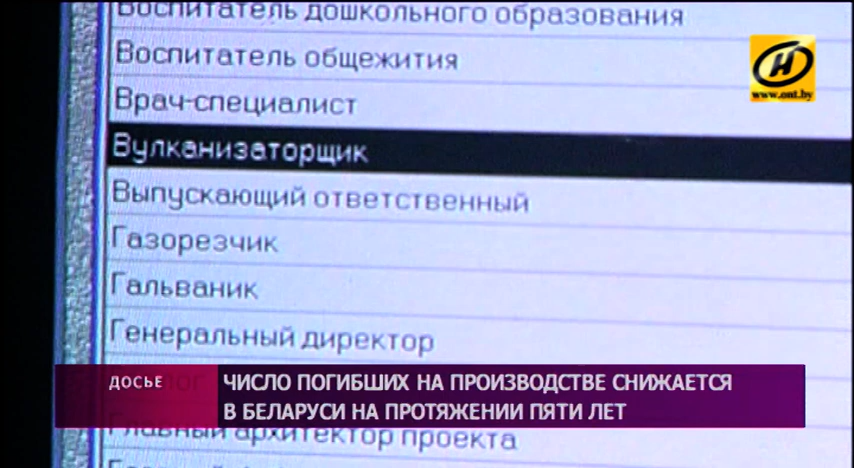 Воспитатель дошкольного образования
Воспитатель общежития
www.ont.by
Врач-специалист
Вулканизаторщик
Выпускающий ответственный
Газорезчик
Гальваник
Генеральный директор
ДОСЬЕ
ЧИСЛО ПОГИБШИХ НА ПРОИЗВОДСТВЕ СНИЖАЕТСЯ
В БЕЛАРУСИ НА ПРОТЯЖЕНИИ ПЯТИ ЛЕТ
Главный архитектор проекта